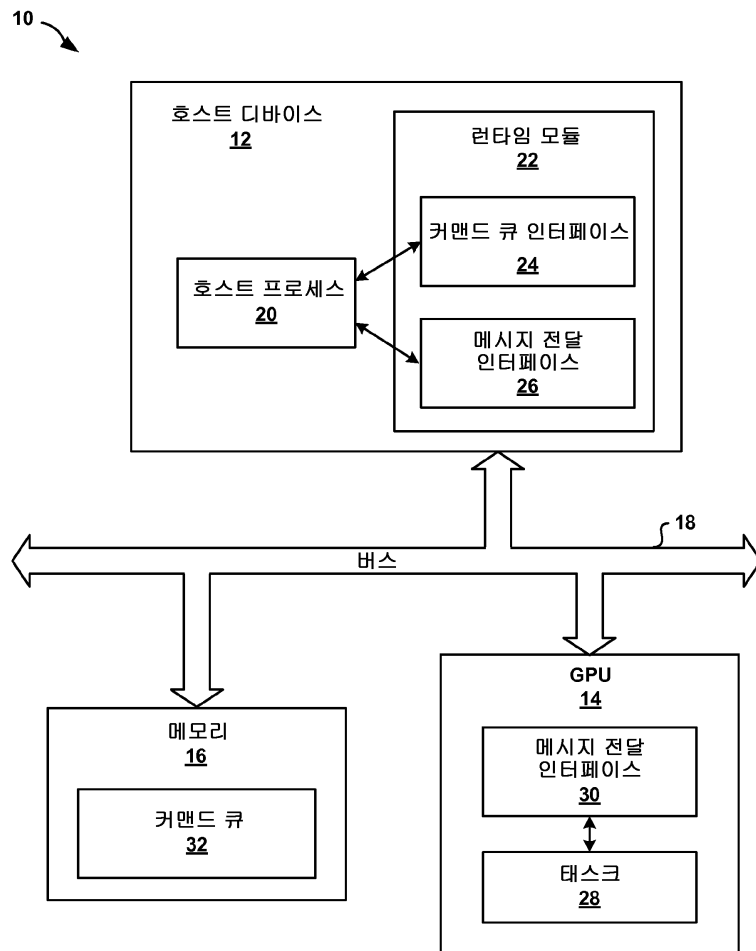 10
호스트 디바이스
12
런타임 모듈
22
커맨드 큐 인터페이스
24
호스트 프로세스
20
메시지 전달
인터페이스
26
18
버스
메모리
16
커맨드 큐
32
GPU
14
메시지 전달
인터페이스
30
태스크
28